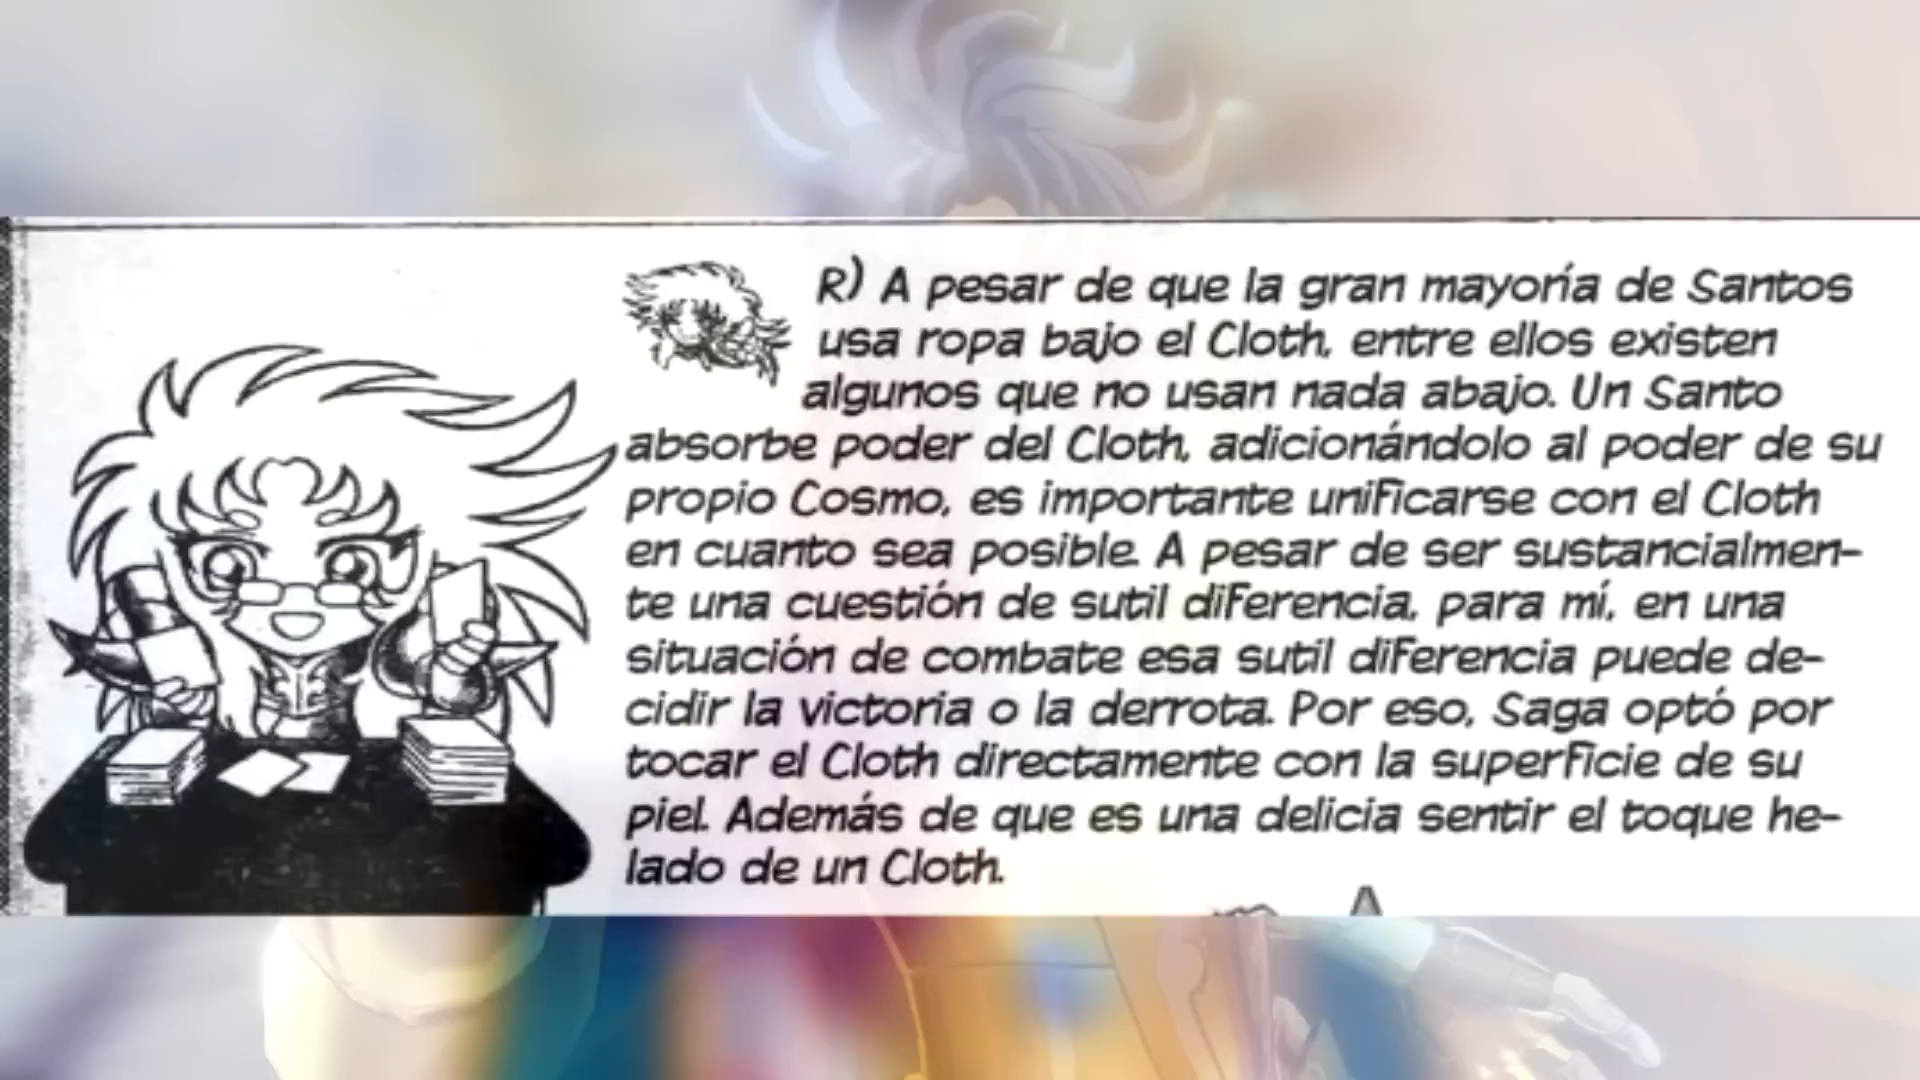 R) A pesar de que la gran mayoría de Santos
usa ropa bajo el Cloth, entre ellos existen
algunos que no usan nada abajo. Un Santo
absorbe poder del Cloth, adicionándolo al poder de su
propio Cosmo, es importante unificarse con el Cloth
en cuanto sea posible. A pesar de ser sustancialmen-
te una cuestión de sutil diferencia, para mí, en una
situación de combate esa sutil diferencia puede de-
cidir la victoria o la derrota. Por eso, Saga optó por
tocar el Cloth directamente con la superficie de su
piel. Además de que es una delicia sentir el toque he-
lado de un Cloth.